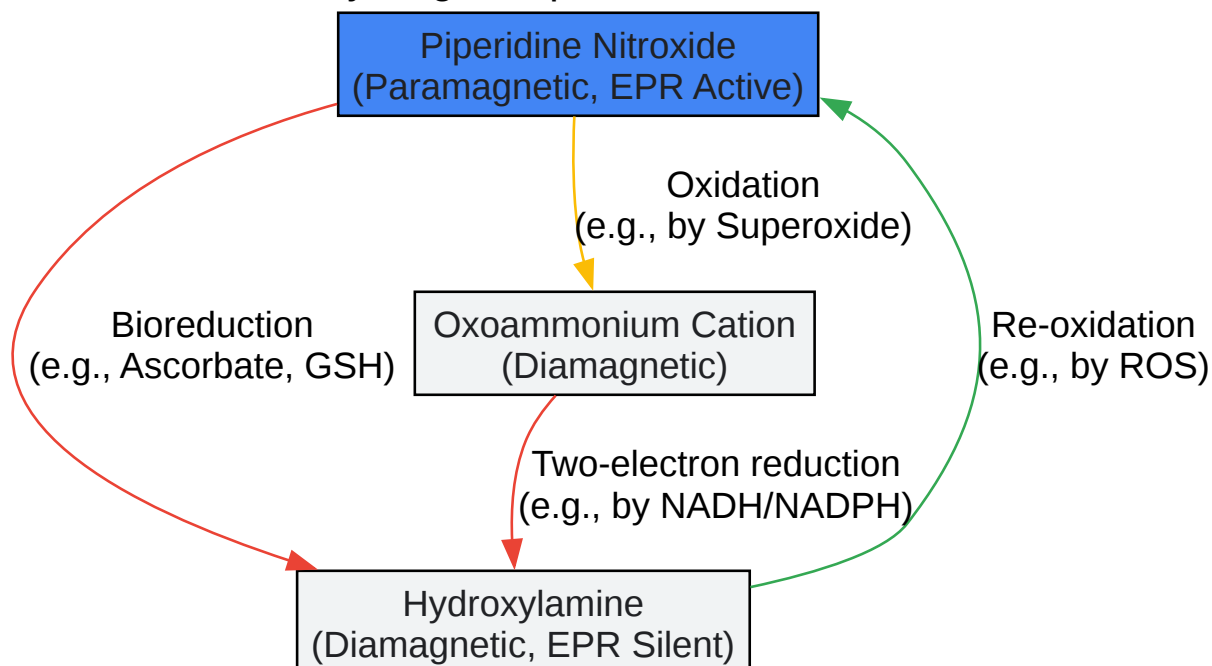 Piperidine Nitroxide
(Paramagnetic, EPR Active)
Oxidation
(e.g., by Superoxide)
Bioreduction
(e.g., Ascorbate, GSH)
Oxoammonium Cation
(Diamagnetic)
Re-oxidation
(e.g., by ROS)
Two-electron reduction
(e.g., by NADH/NADPH)
Hydroxylamine
(Diamagnetic, EPR Silent)